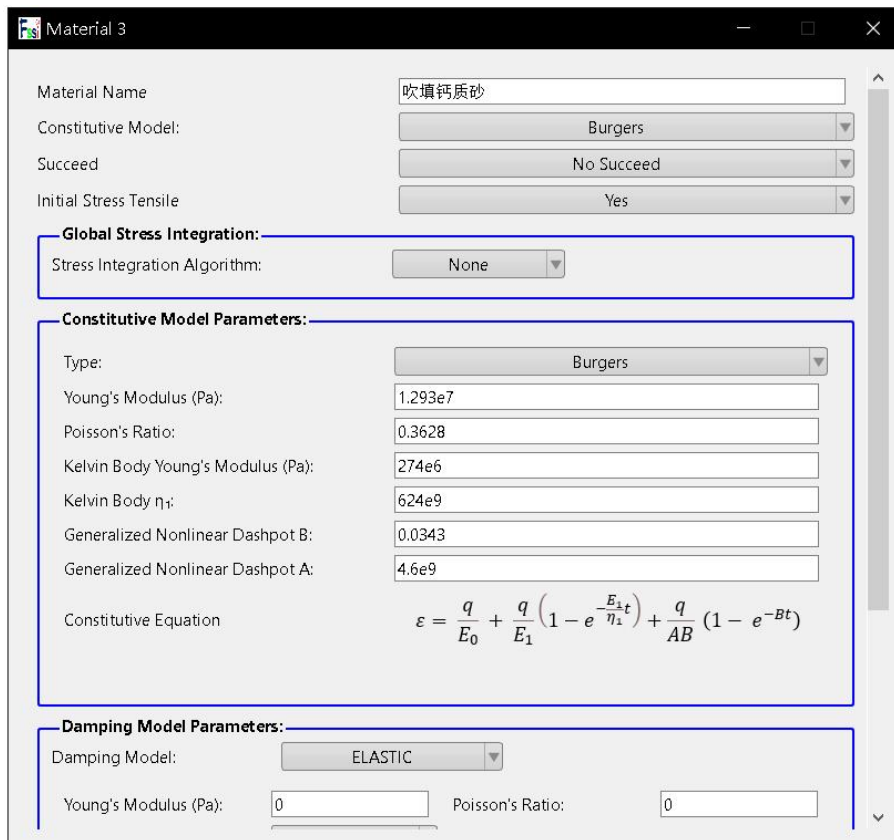 FssI Material 3
Material Name 吹填钙质砂
Constitutive Model: Burgers
Succeed No Succeed
Initial Stress Tensile Yes
Global Stress Integration:
Stress Integration Algorithm: None
Constitutive Model Parameters:
Type: Burgers
Young's Modulus (Pa): 1.293e7
Poisson's Ratio: 0.3628
Kelvin Body Young's Modulus (Pa): 274e6
Kelvin Body η₁: 624e9
Generalized Nonlinear Dashpot B: 0.0343
Generalized Nonlinear Dashpot A: 4.6e9
Constitutive Equation ε = q/E₀ + q/E₁ (1 − e^(−(E₁/η₁)t)) + q/AB (1 − e^(−Bt))
Damping Model Parameters:
Damping Model: ELASTIC
Young's Modulus (Pa): 0 Poisson's Ratio: 0